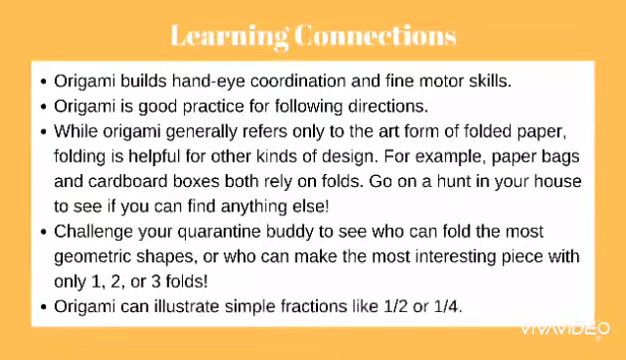 Learning Connections
• Origami builds hand-eye coordination and fine motor skills.
• Origami is good practice for following directions.
• While origami generally refers only to the art form of folded paper,
folding is helpful for other kinds of design. For example, paper bags
and cardboard boxes both rely on folds. Go on a hunt in your house
to see if you can find anything else!
• Challenge your quarantine buddy to see who can fold the most
geometric shapes, or who can make the most interesting piece with
only 1, 2, or 3 folds!
• Origami can illustrate simple fractions like 1/2 or 1/4.
VIVAVIDEO